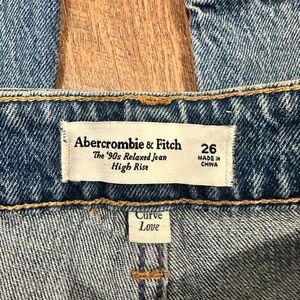 Abercrombie & Fitch
The '90s Relaxed Jean
High Rise
26
MADE IN
CHINA
Curve
Love